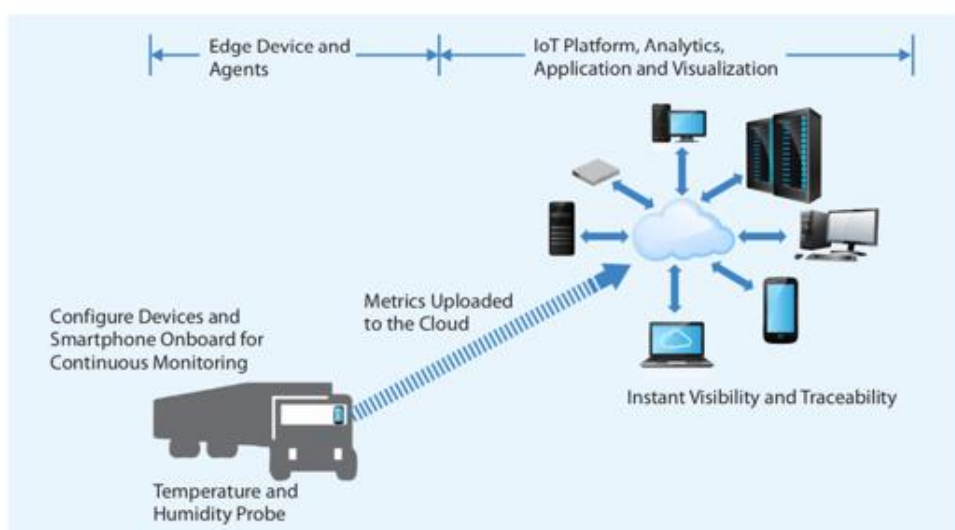 Edge Device and
Agents
IoT Platform, Analytics,
Application and Visualization
Metrics Uploaded
to the Cloud
Configure Devices and
Smartphone Onboard for
Continuous Monitoring
Instant Visibility and Traceability
Temperature and
Humidity Probe